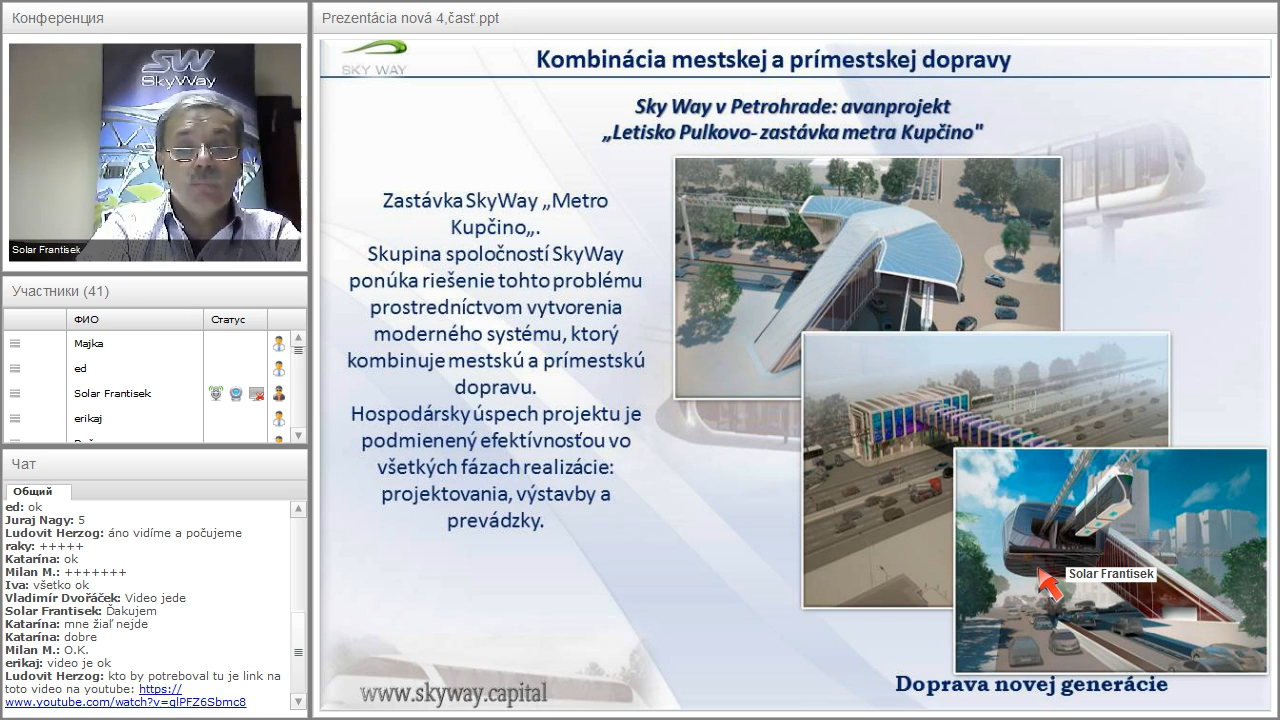 Конференция
SW
SkyWay
Solar Frantisek
Участники (41)
ФИО
Статус
Majka
ed
Solar Frantisek
erikaj
Чат
Общий
ed: ok
Juraj Nagy: 5
Ludovit Herzog: áno vidíme a počujeme
raky: +++++
Katarína: ok
Milan M.: +++++++
Iva: všetko ok
Vladimír Dvořáček: Video jede
Solar Frantisek: Ďakujem
Katarína: mne žiaľ nejde
Katarína: dobre
Milan M.: O.K.
erikaj: video je ok
Ludovit Herzog: kto by potreboval tu je link na
toto video na youtube: https://
www.youtube.com/watch?v=qlPFZ6Sbmc8
Prezentácia nová 4,časť.ppt
SKY WAY
Kombinácia mestskej a prímestskej dopravy
Sky Way v Petrohrade: avanprojekt
„Letisko Pulkovo- zastávka metra Kupčino"
Zastávka SkyWay „Metro
Kupčino„.
Skupina spoločností SkyWay
ponúka riešenie tohto problému
prostredníctvom vytvorenia
moderného systému, ktorý
kombinuje mestskú a prímestskú
dopravu.
Hospodársky úspech projektu je
podmienený efektívnosťou vo
všetkých fázach realizácie:
projektovania, výstavby a
prevádzky.
Solar Frantisek
www.skyway.capital
Doprava novej generácie